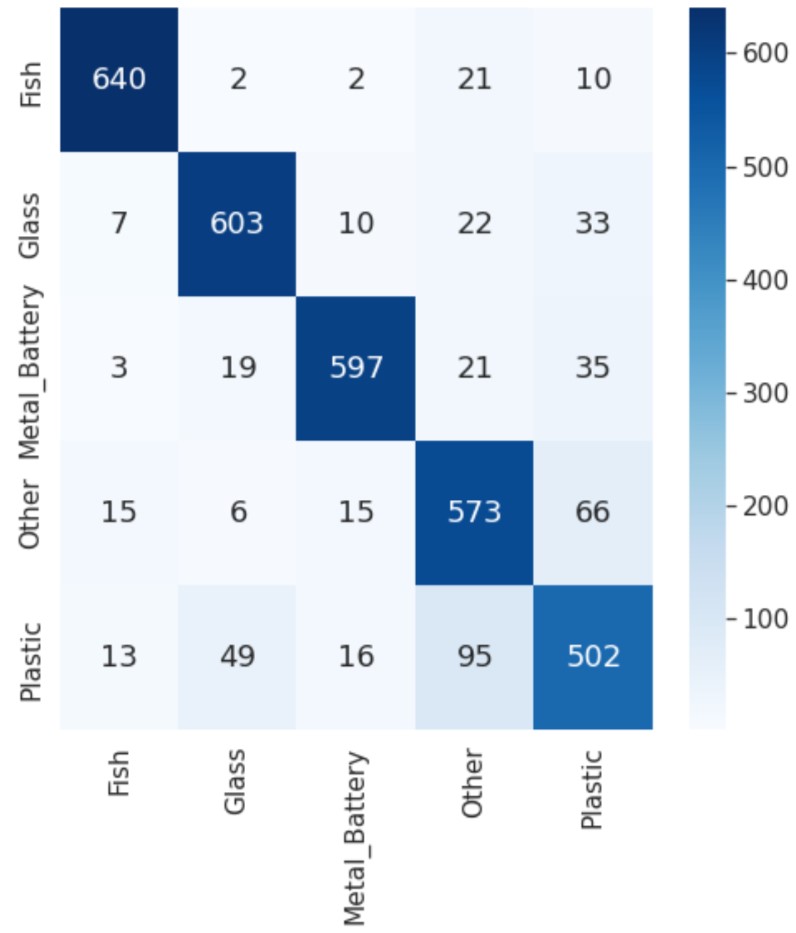 Fish 640 2 2 21 10
Glass 7 603 10 22 33
Metal_Battery 3 19 597 21 35
Other 15 6 15 573 66
Plastic 13 49 16 95 502
Fish Glass Metal_Battery Other Plastic
600
500
400
300
200
100